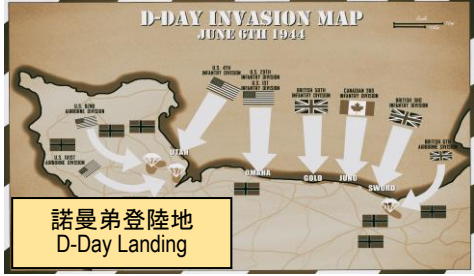 D-DAY INVASION MAP
JUNE 6TH 1944
U.S. 4TH
INFANTRY DIVISION
U.S. 29TH
INFANTRY DIVISION
U.S. 1ST
INFANTRY DIVISION
BRITISH 50TH
INFANTRY DIVISION
CANADIAN 3RD
INFANTRY DIVISION
BRITISH 3RD
INFANTRY DIVISION
U.S. 82ND
AIRBORNE DIVISION
U.S. 101ST
AIRBORNE DIVISION
BRITISH 6TH
AIRBORNE DIVISION
UTAH
OMAHA
GOLD
JUNO
SWORD
諾曼弟登陸地
D-Day Landing